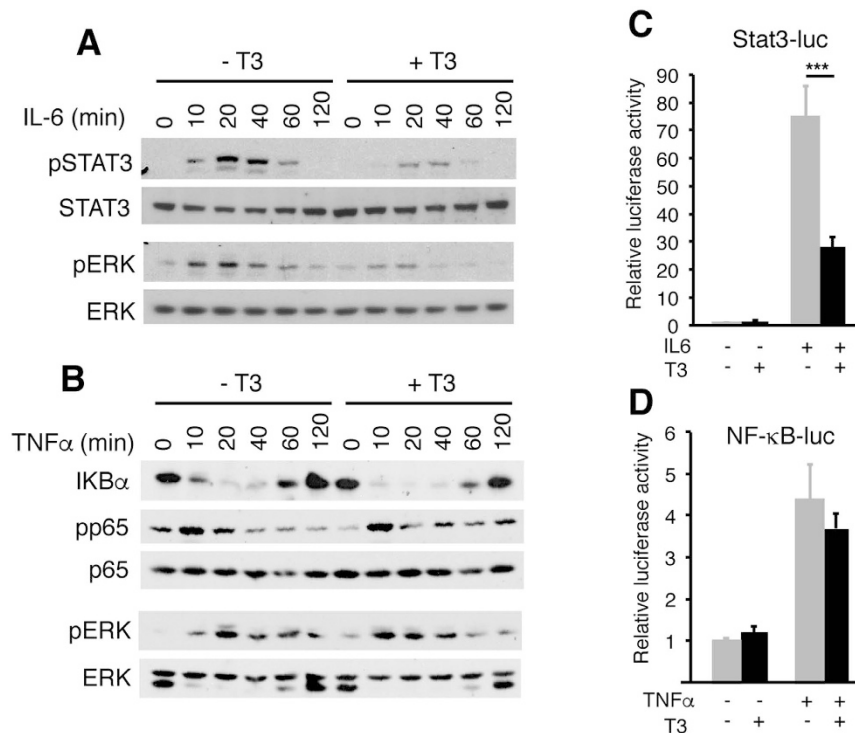 A
- T3 + T3
IL-6 (min) 0 10 20 40 60 120 0 10 20 40 60 120
pSTAT3
STAT3
pERK
ERK
B
- T3 + T3
TNFα (min) 0 10 20 40 60 120 0 10 20 40 60 120
IKBα
pp65
p65
pERK
ERK
C
Stat3-luc
***
Relative luciferase activity
90
80
70
60
50
40
30
20
10
0
IL6 - - + +
T3 - + - +
D
NF-κB-luc
Relative luciferase activity
6
5
4
3
2
1
TNFα - - + +
T3 - + - +